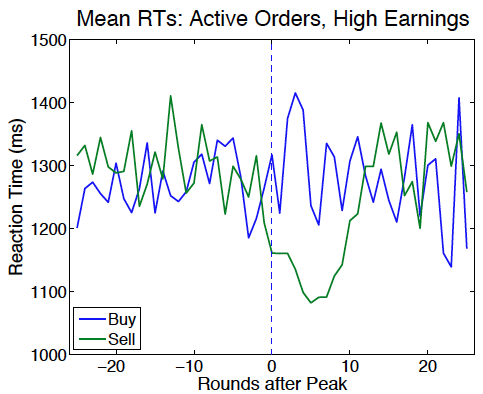 Mean RTs: Active Orders, High Earnings
1500
1400
1300
1200
1100
1000
Reaction Time (ms)
Buy
Sell
−20 −10 0 10 20
Rounds after Peak